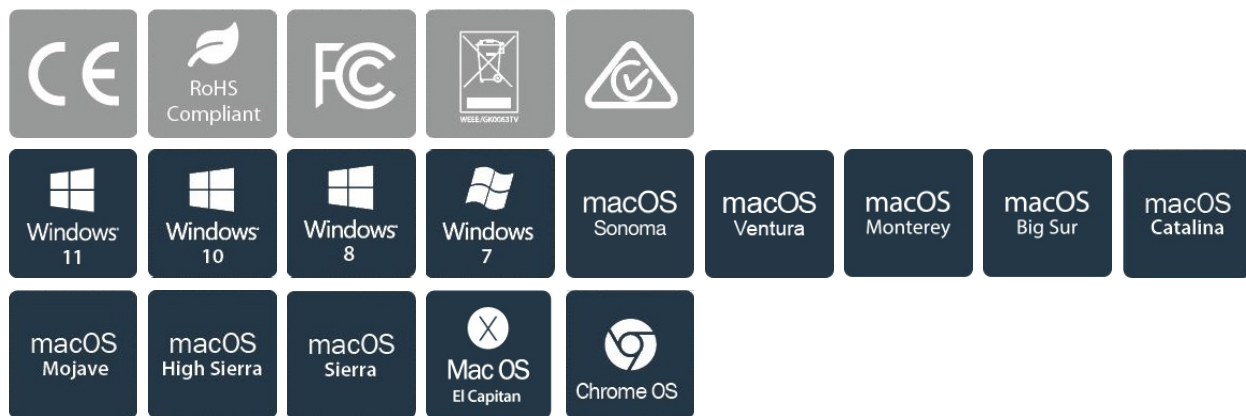 CE
RoHS
Compliant
FC
WEEE/GK0083TV
Windows
11
Windows
10
Windows
8
Windows
7
macOS
Sonoma
macOS
Ventura
macOS
Monterey
macOS
Big Sur
macOS
Catalina
macOS
Mojave
macOS
High Sierra
macOS
Sierra
X
Mac OS
El Capitan
Chrome OS